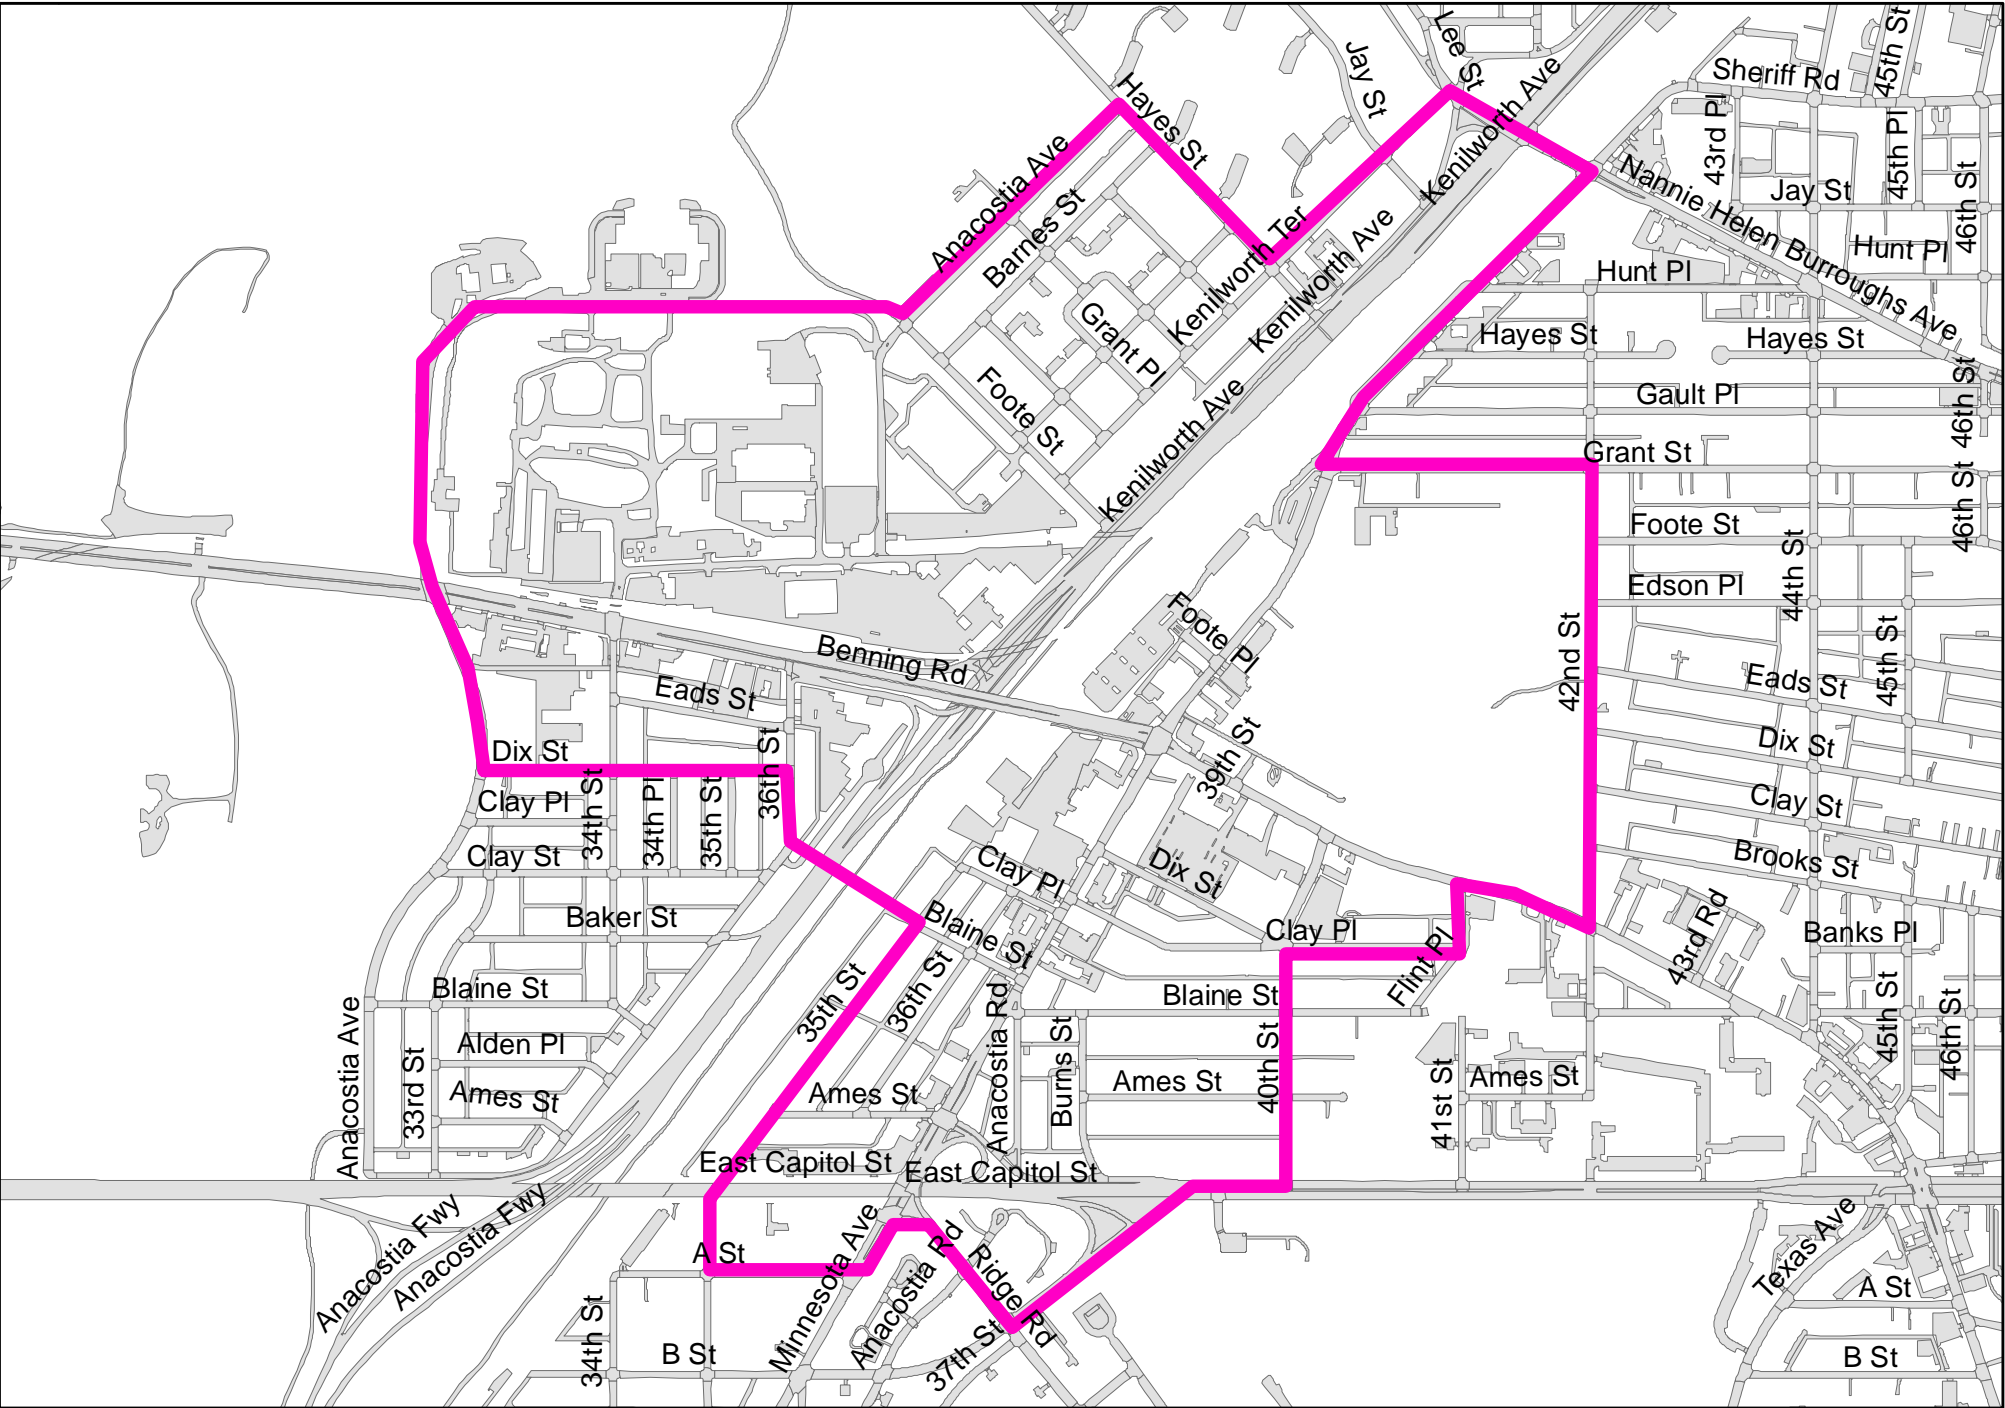 Lee St
45th St
Jay St
Kenilworth Ave
Sheriff Rd
Hayes St
43rd Pl
45th Pl
Anacostia Ave
Kenilworth Ave
Nannie Helen Burroughs Ave
Jay St
46th St
Barnes St
Kenilworth Ter
Kenilworth Ave
Hunt Pl
Hunt Pl
Grant Pl
Hayes St
Hayes St
Foote St
Kenilworth Ave
Gault Pl
46th St
Grant St
46th St
Foote St
44th St
Edson Pl
Foote Pl
Benning Rd
42nd St
45th St
Eads St
Eads St
Dix St
36th St
39th St
Dix St
Clay Pl
34th St
34th Pl
35th St
Clay St
Clay St
Clay Pl
Dix St
Brooks St
Baker St
Blaine St
Clay Pl
Flint Pl
43rd Rd
Banks Pl
Blaine St
35th St
36th St
Anacostia Rd
Blaine St
45th St
46th St
Anacostia Ave
33rd St
Alden Pl
Ames St
Ames St
Burns St
Ames St
40th St
41st St
Ames St
East Capitol St
East Capitol St
Anacostia Fwy
Anacostia Fwy
A St
Minnesota Ave
Anacostia Rd
Ridge Rd
Texas Ave
A St
34th St
B St
37th St
B St